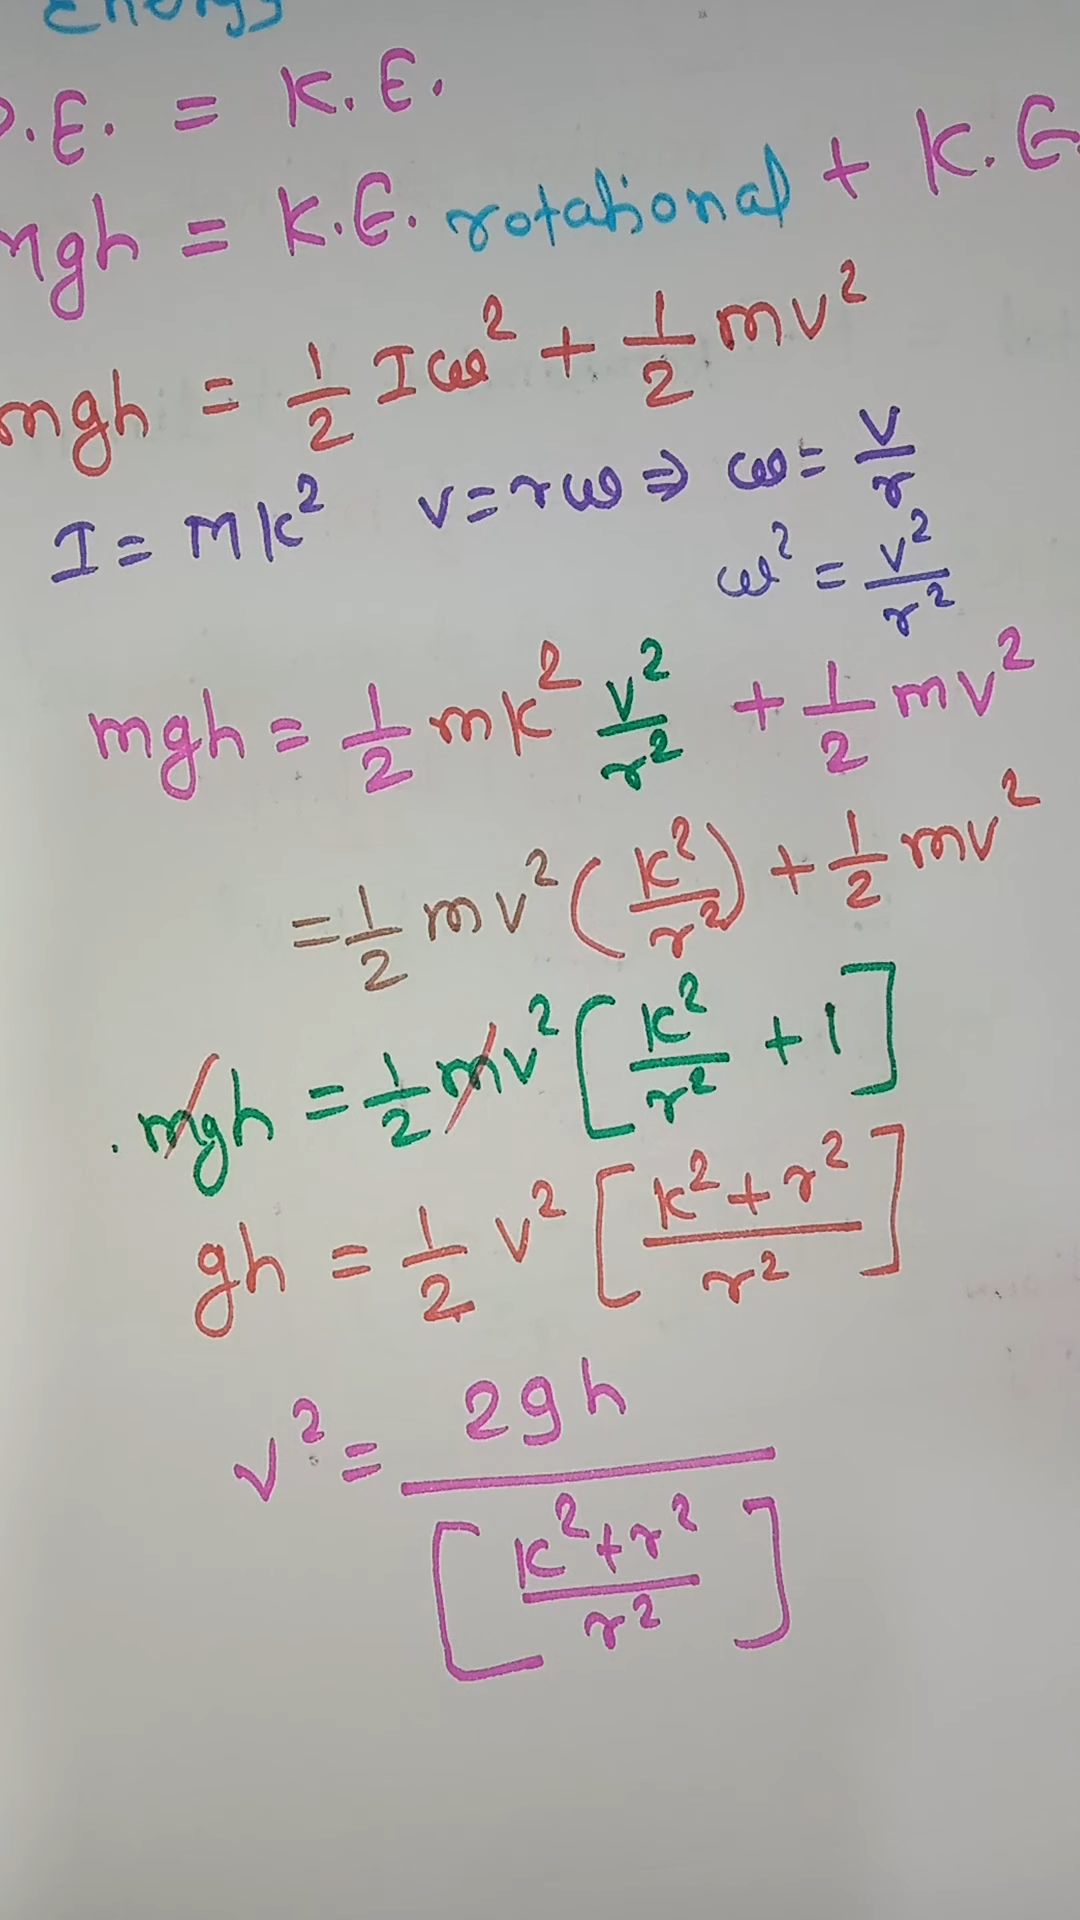 Energy
P.E. = K.E.
mgh = K.E. rotational + K.E.
mgh = 1/2 Iω² + 1/2 mv²
I = MK² v = rω ⇒ ω = v/r
ω² = v²/r²
mgh = 1/2 mk² v²/r² + 1/2 mv²
= 1/2 mv² (k²/r²) + 1/2 mv²
mgh = 1/2 mv² [k²/r² + 1]
gh = 1/2 v² [k² + r²/r²]
v² = 2gh/[k² + r²/r²]